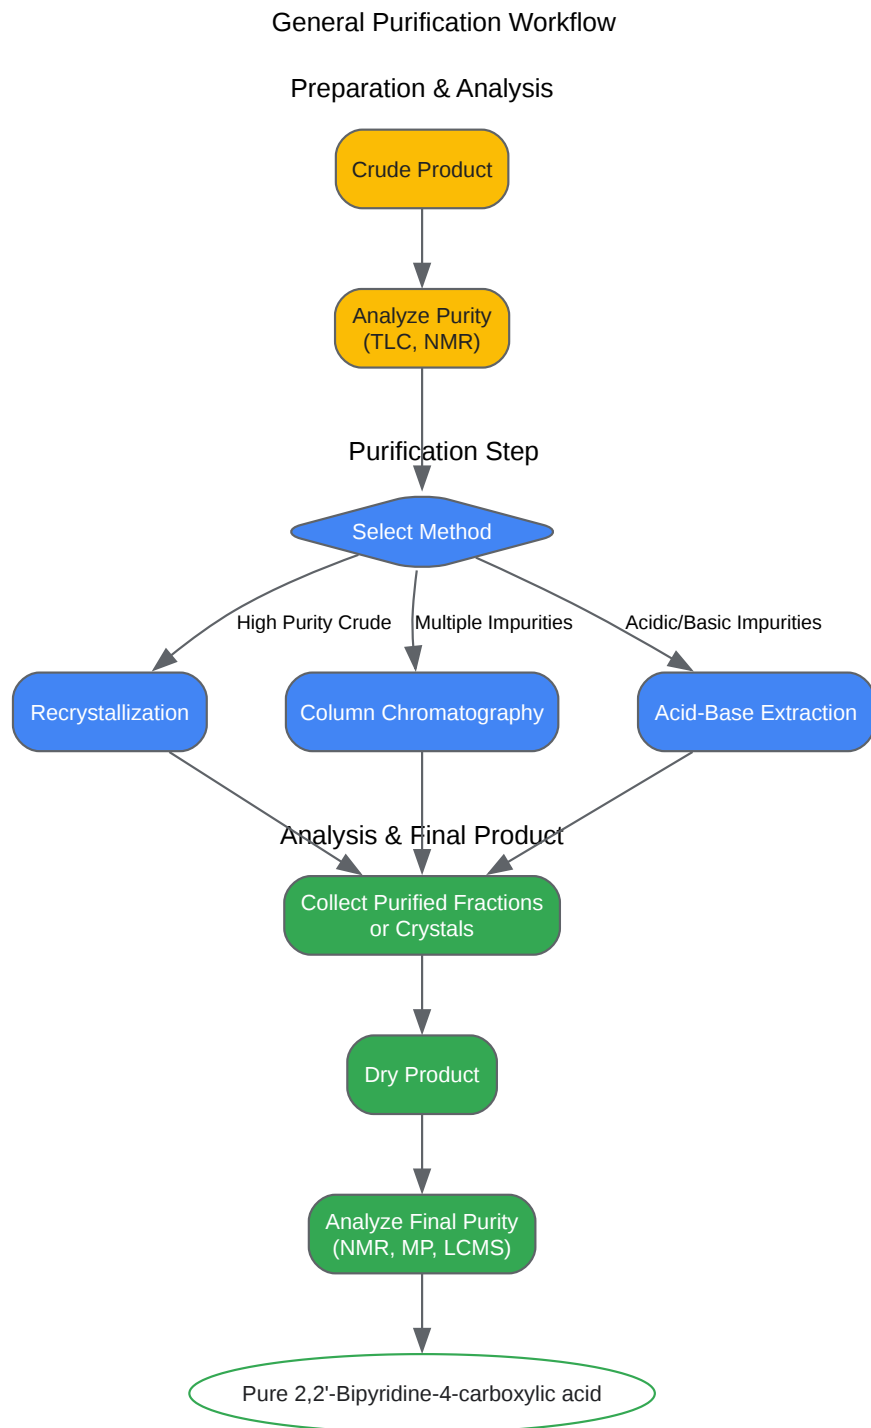 General Purification Workflow
Preparation & Analysis
Crude Product
Analyze Purity
(TLC, NMR)
Purification Step
Select Method
High Purity Crude
Multiple Impurities
Acidic/Basic Impurities
Recrystallization
Column Chromatography
Acid-Base Extraction
Analysis & Final Product
Collect Purified Fractions
or Crystals
Dry Product
Analyze Final Purity
(NMR, MP, LCMS)
Pure 2,2'-Bipyridine-4-carboxylic acid